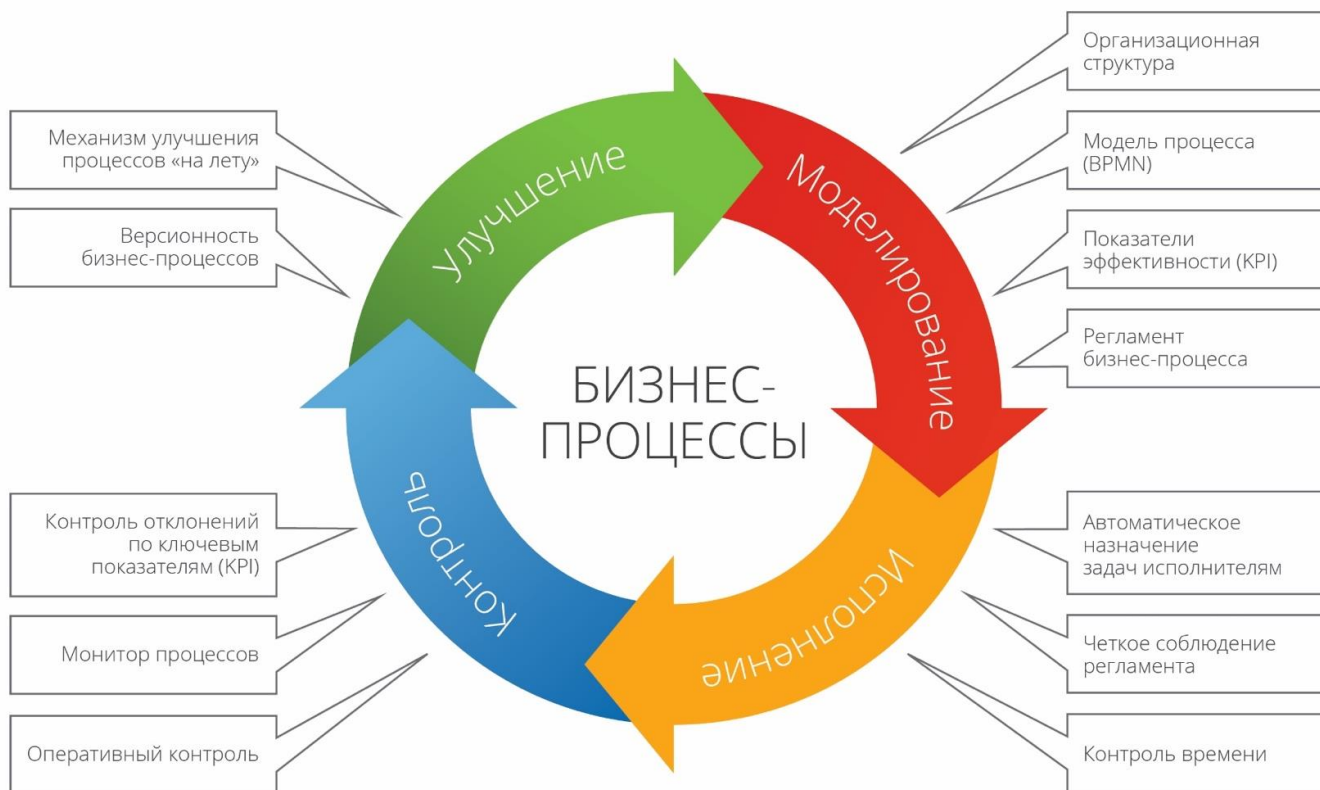 Организационная
структура
Механизм улучшения
процессов «на лету»
Модель процесса
(BPMN)
Версионность
бизнес-процессов
Показатели
эффективности (KPI)
Регламент
бизнес-процесса
Улучшение
Моделирование
БИЗНЕС-
ПРОЦЕССЫ
Контроль
Исполнение
Контроль отклонений
по ключевым
показателям (KPI)
Автоматическое
назначение
задач исполнителям
Монитор процессов
Четкое соблюдение
регламента
Оперативный контроль
Контроль времени